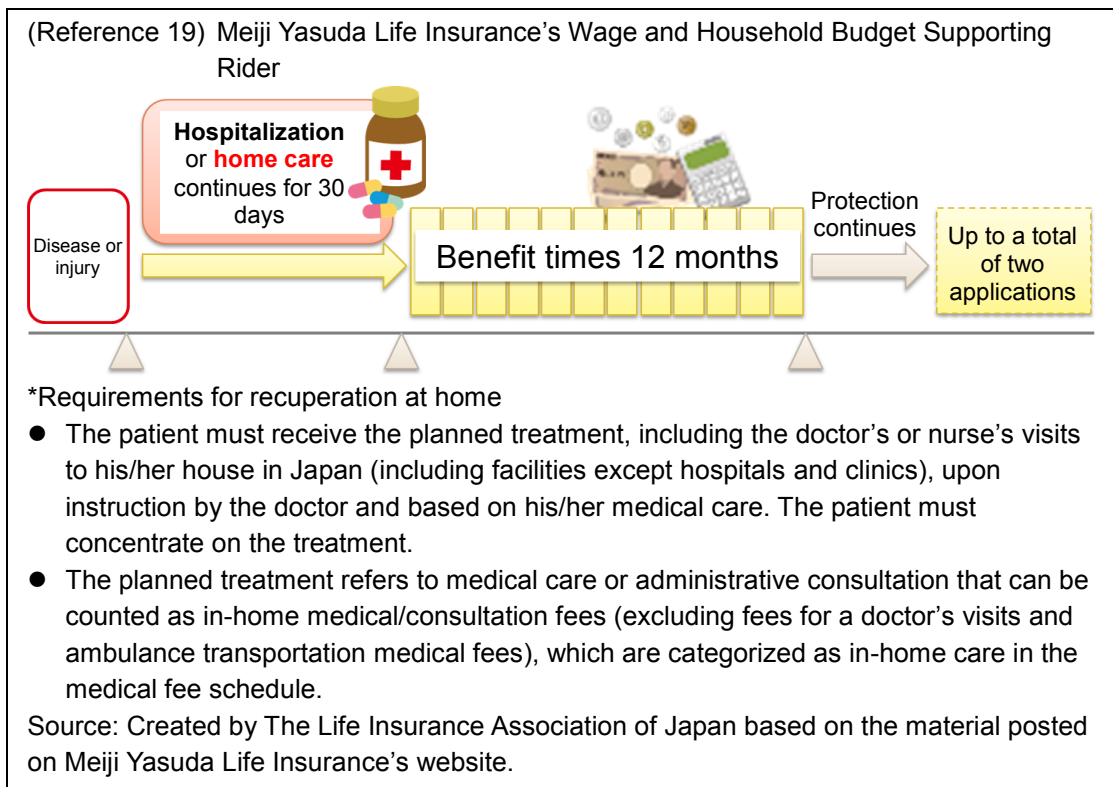 (Reference 19) Meiji Yasuda Life Insurance's Wage and Household Budget Supporting
Rider
Hospitalization
or home care
continues for 30
days
Disease or
injury
Benefit times 12 months
Protection
continues
Up to a total
of two
applications
*Requirements for recuperation at home
● The patient must receive the planned treatment, including the doctor's or nurse's visits
to his/her house in Japan (including facilities except hospitals and clinics), upon
instruction by the doctor and based on his/her medical care. The patient must
concentrate on the treatment.
● The planned treatment refers to medical care or administrative consultation that can be
counted as in-home medical/consultation fees (excluding fees for a doctor's visits and
ambulance transportation medical fees), which are categorized as in-home care in the
medical fee schedule.
Source: Created by The Life Insurance Association of Japan based on the material posted
on Meiji Yasuda Life Insurance's website.